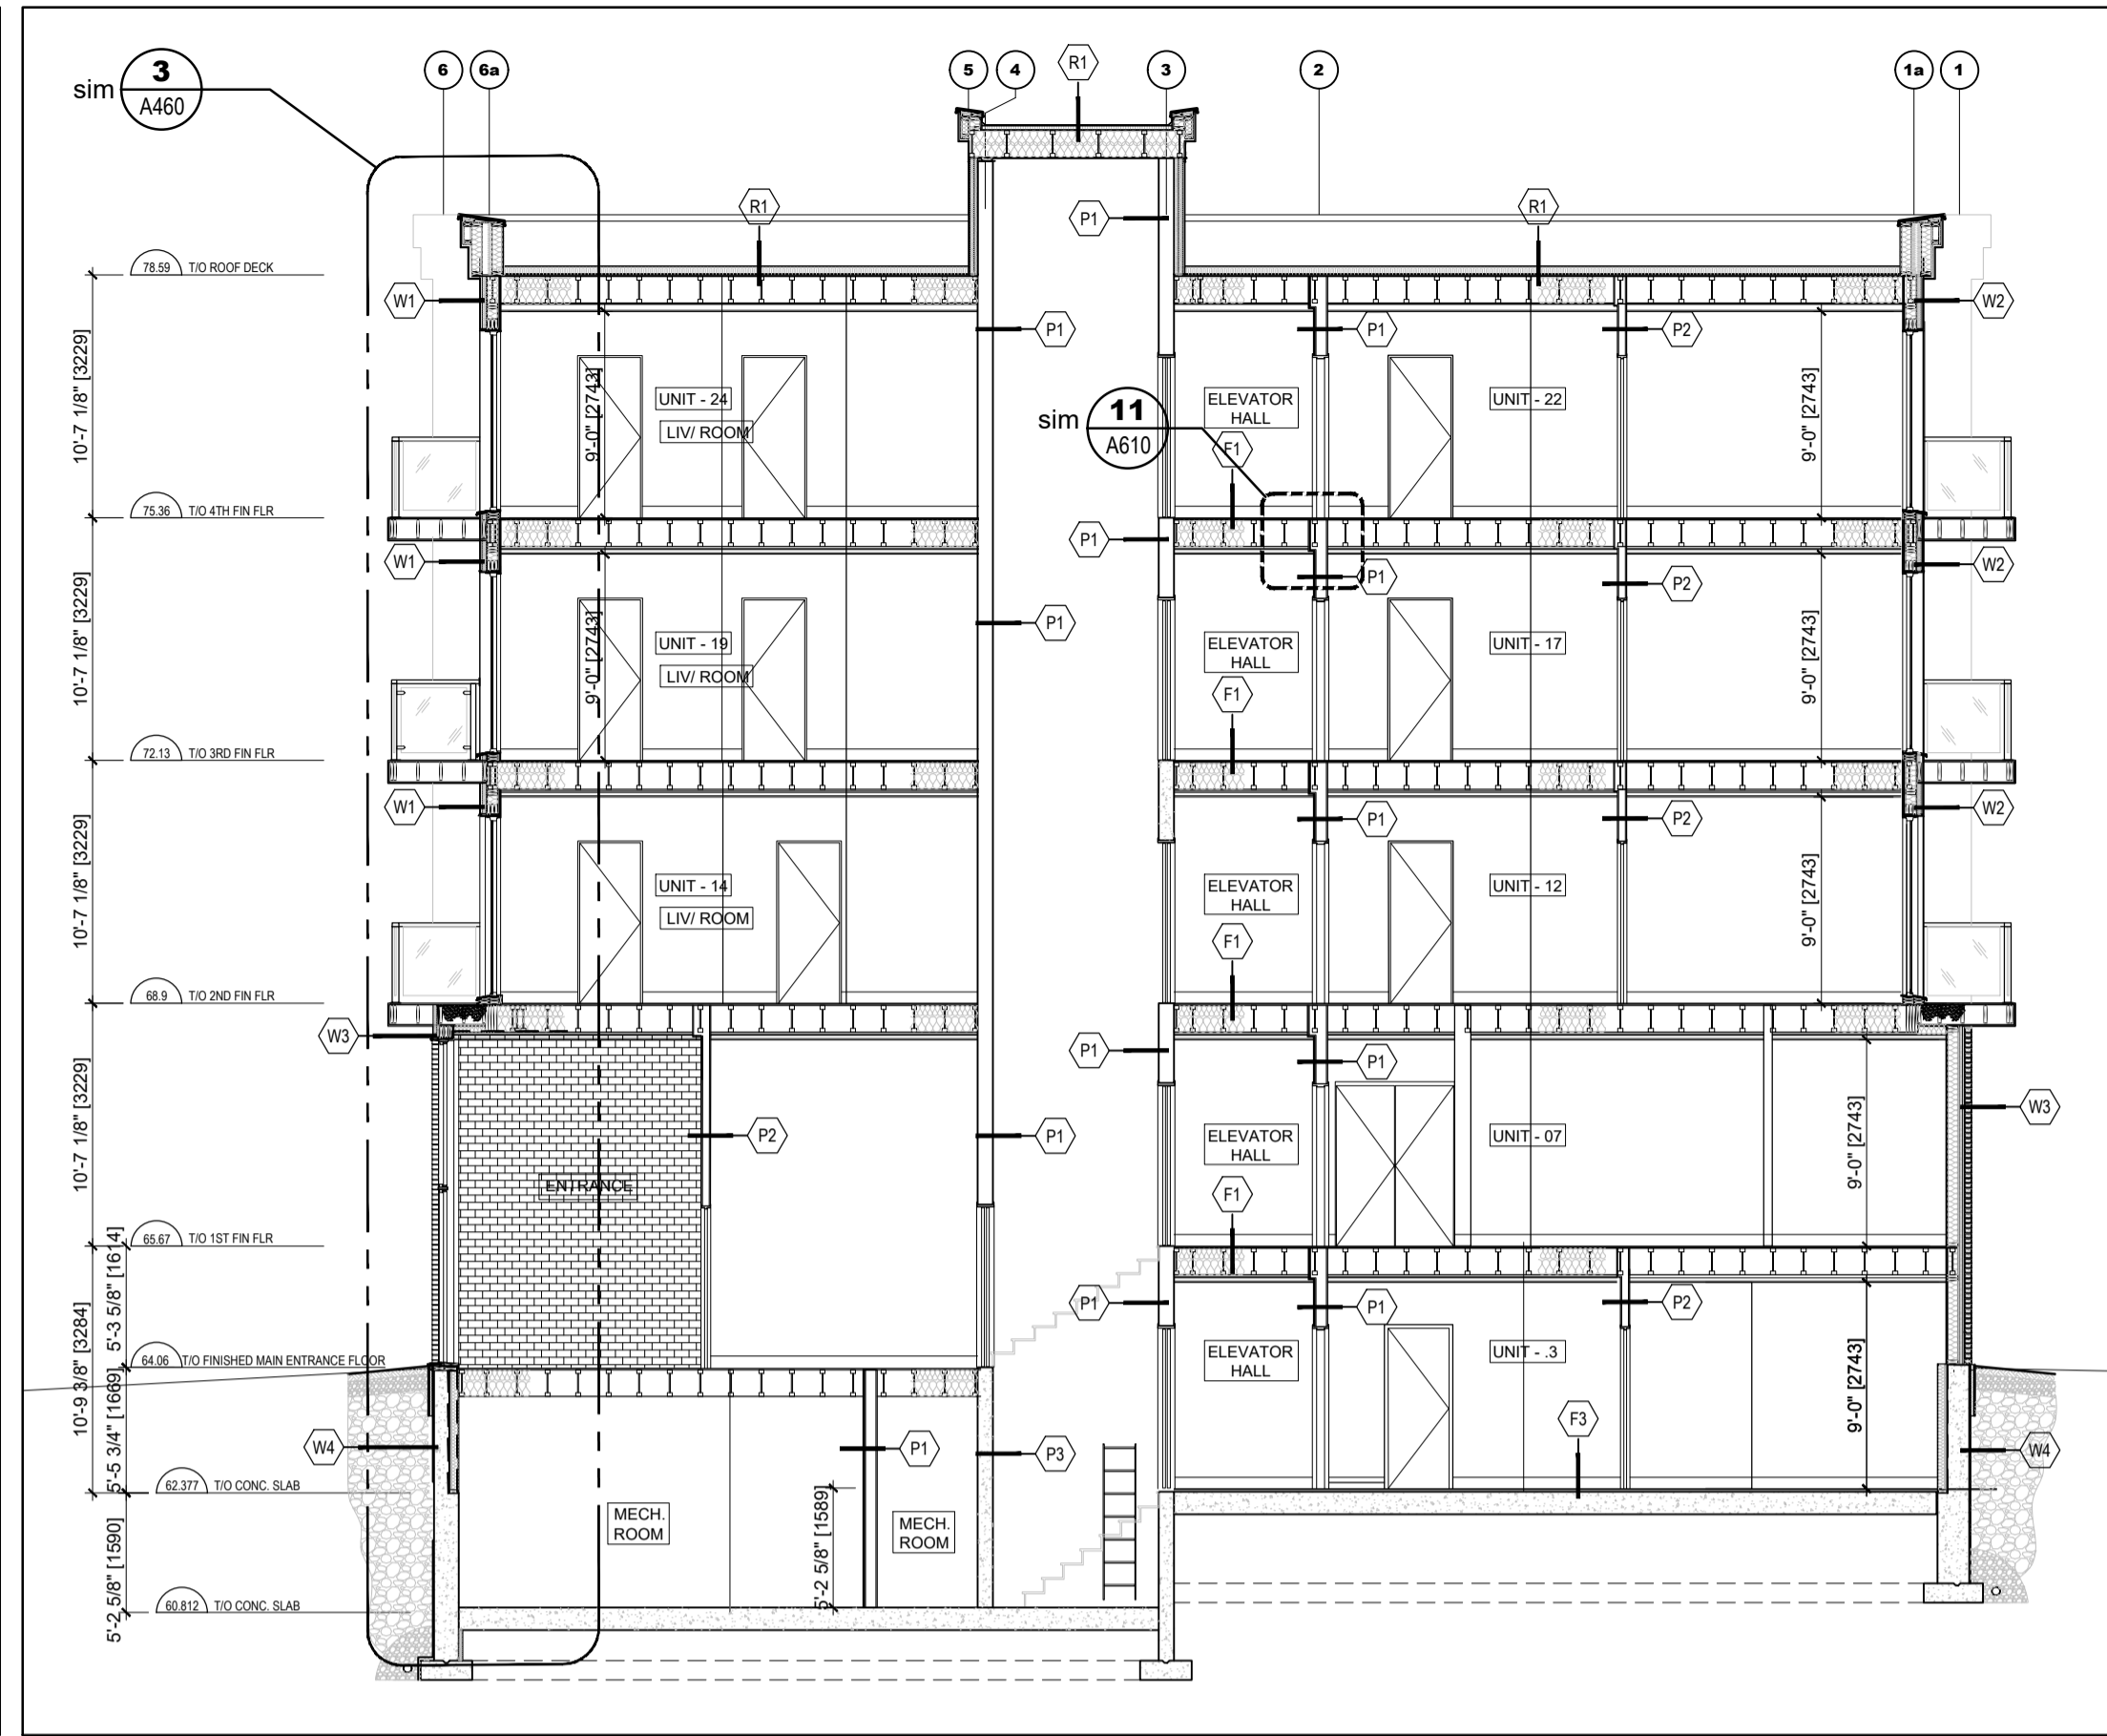 3
A460
sim
6
6a
5
4
R1
3
2
1a
1
R1
P1
R1
78.59 T/O ROOF DECK
W1
P1
P1
P2
W2
10'-7 1/8" [3229]
9'-0" [2743]
UNIT - 24
LIV/ ROOM
sim
11
A610
ELEVATOR
HALL
F1
UNIT - 22
9'-0" [2743]
75.36 T/O 4TH FIN FLR
W1
P1
P1
P2
W2
10'-7 1/8" [3229]
9'-0" [2743]
UNIT - 19
LIV/ ROOM
P1
ELEVATOR
HALL
F1
UNIT - 17
9'-0" [2743]
72.13 T/O 3RD FIN FLR
W1
P1
P2
W2
10'-7 1/8" [3229]
UNIT - 14
LIV/ ROOM
ELEVATOR
HALL
F1
UNIT - 12
9'-0" [2743]
68.9 T/O 2ND FIN FLR
W3
P1
P1
10'-7 1/8" [3229]
ENTRANCE
P2
P1
ELEVATOR
HALL
F1
UNIT - 07
9'-0" [2743]
W3
65.67 T/O 1ST FIN FLR
5'-3 5/8" [1614]
10'-9 3/8" [3284]
P1
P1
P2
64.06 T/O FINISHED MAIN ENTRANCE FLOOR
ELEVATOR
HALL
UNIT - .3
9'-0" [2743]
5'-5 3/4" [1669]
W4
P1
P3
F3
W4
62.377 T/O CONC. SLAB
MECH.
ROOM
5'-2 5/8" [1589]
MECH.
ROOM
5'-2 5/8" [1590]
60.812 T/O CONC. SLAB